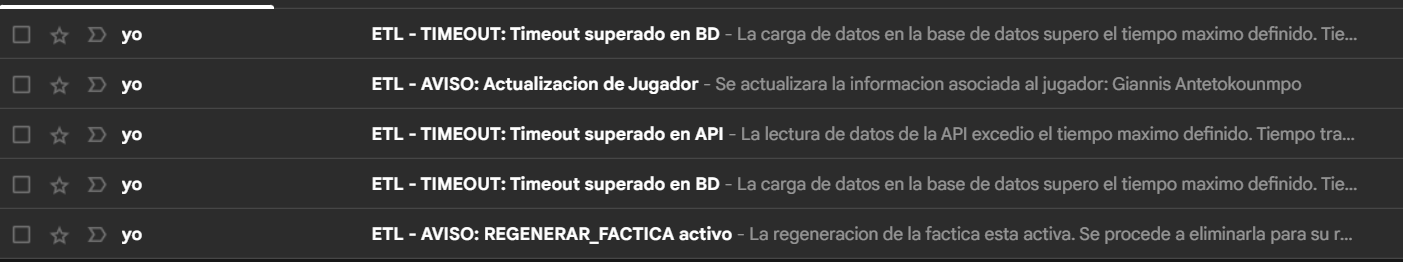 yo ETL - TIMEOUT: Timeout superado en BD - La carga de datos en la base de datos supero el tiempo maximo definido. Tie...
yo ETL - AVISO: Actualizacion de Jugador - Se actualizara la informacion asociada al jugador: Giannis Antetokounmpo
yo ETL - TIMEOUT: Timeout superado en API - La lectura de datos de la API excedio el tiempo maximo definido. Tiempo tra...
yo ETL - TIMEOUT: Timeout superado en BD - La carga de datos en la base de datos supero el tiempo maximo definido. Tie...
yo ETL - AVISO: REGENERAR_FACTICA activo - La regeneracion de la factica esta activa. Se procede a eliminarla para su r...